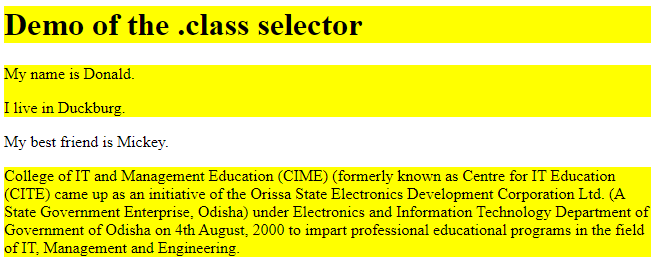 Demo of the .class selector
My name is Donald.
I live in Duckburg.
My best friend is Mickey.
College of IT and Management Education (CIME) (formerly known as Centre for IT Education
(CITE) came up as an initiative of the Orissa State Electronics Development Corporation Ltd. (A
State Government Enterprise, Odisha) under Electronics and Information Technology Department of
Government of Odisha on 4th August, 2000 to impart professional educational programs in the field
of IT, Management and Engineering.